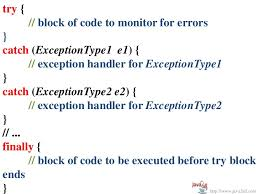 try {
// block of code to monitor for errors
}
catch (ExceptionType1 e1) {
// exception handler for ExceptionType1
}
catch (ExceptionType2 e2) {
// exception handler for ExceptionType2
}
// ...
finally {
// block of code to be executed before try block
ends
}